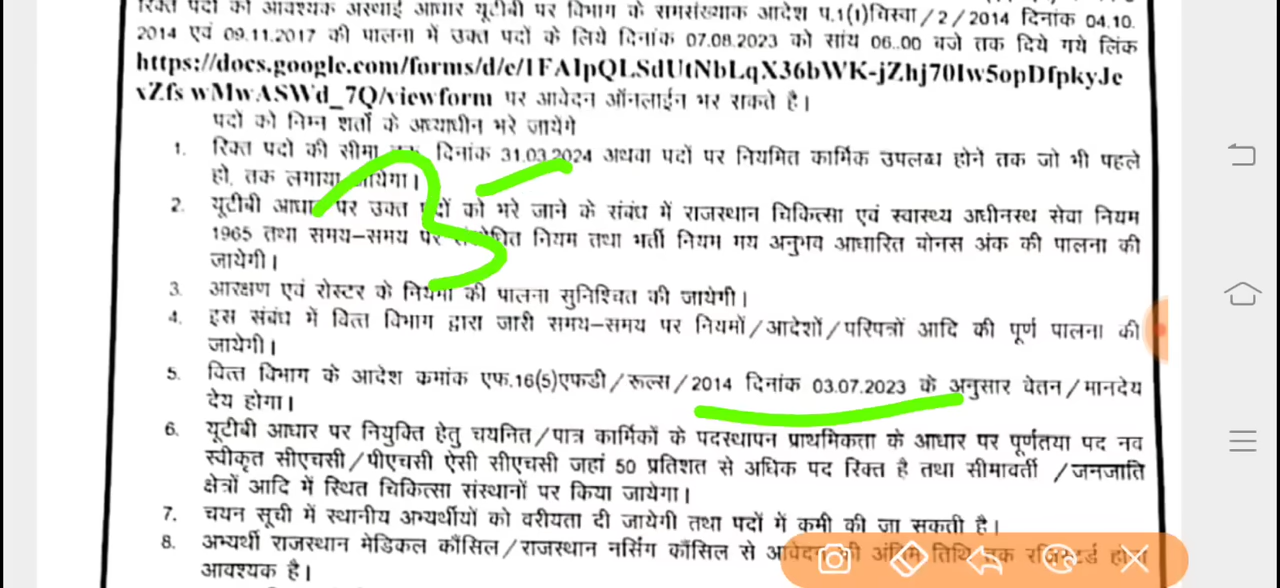 रिक्त पदों की आवश्यक अस्थाई आधार यूटीबी पर विभाग के समसंख्याक आदेश प.1(1)चिस्वा/2/2014 दिनांक 04.10.
2014 एवं 09.11.2017 की पालना में उक्त पदों के लिये दिनांक 07.08.2023 को सांय 06..00 बजे तक दिये गये लिंक
https://docs.google.com/forms/d/e/1FAIpQLSdUtNbLqX36bWK-jZhj70Iw5opDfpkyJe
xZfs wMwASWd_7Q/viewform पर आवेदन ऑनलाईन भर सकते है।
पदों को निम्न शर्तो के अध्याधीन भरे जायेगे
1. रिक्त पदो की सीमा दिनांक 31.03.2024 अथवा पदों पर नियमित कार्मिक उपलब्ध होने तक जो भी पहले
हो, तक लगाया जायेगा।
2. यूटीबी आधार पर उक्त पदों को भरे जाने के संबंध में राजस्थान चिकित्सा एवं स्वास्थ्य अधीनस्थ सेवा नियम
1965 तथा समय–समय पर संशोधित नियम तथा भर्ती नियम मय अनुभव आधारित बोनस अंक की पालना की
जायेगी।
3. आरक्षण एवं रोस्टर के नियमों की पालना सुनिश्चित की जायेगी।
4. इस संबंध में वित्त विभाग द्वारा जारी समय–समय पर नियमों/आदेशों/परिपत्रों आदि की पूर्ण पालना की
जायेगी।
5. वित्त विभाग के आदेश कमांक एफ.16(5)एफडी/रूल्स/2014 दिनांक 03.07.2023 के अनुसार वेतन/मानदेय
देय होगा।
6. यूटीबी आधार पर नियुक्ति हेतु चयनित/पात्र कार्मिकों के पदस्थापन प्राथमिकता के आधार पर पूर्णतया पद नव
स्वीकृत सीएचसी/पीएचसी ऐसी सीएचसी जहां 50 प्रतिशत से अधिक पद रिक्त है तथा सीमावर्ती /जनजाति
क्षेत्रों आदि में स्थित चिकित्सा संस्थानों पर किया जायेगा।
7. चयन सूची में स्थानीय अभ्यर्थीयों को वरीयता दी जायेगी तथा पदों में कमी की जा सकती है।
8. अभ्यर्थी राजस्थान मेडिकल कौंसिल/राजस्थान नर्सिंग कौंसिल से आवेदन की अंतिम तिथि तक रजिस्टर्ड होना
आवश्यक है।